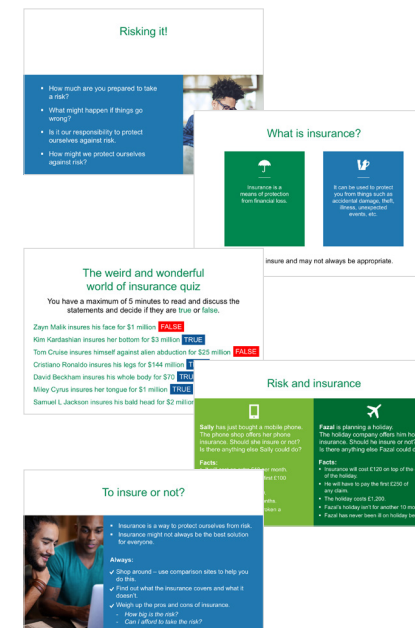 Risking it!
• How much are you prepared to take
a risk?
• What might happen if things go
wrong?
• Is it our responsibility to protect
ourselves against risk.
• How might we protect ourselves
against risk?
What is insurance?
Insurance is a
means of protection
from financial loss.
It can be used to protect
you from things such as
accidental damage, theft,
illness, unexpected
events, etc.
insure and may not always be appropriate.
The weird and wonderful
world of insurance quiz
You have a maximum of 5 minutes to read and discuss the
statements and decide if they are true or false.
Zayn Malik insures his face for $1 million FALSE
Kim Kardashian insures her bottom for $3 million TRUE
Tom Cruise insures himself against alien abduction for $25 million FALSE
Cristiano Ronaldo insures his legs for $144 million T
David Beckham insures his whole body for $70 TRU
Miley Cyrus insures her tongue for $1 million TRUE
Samuel L Jackson insures his bald head for $2 million
Risk and insurance
Sally has just bought a mobile phone.
The phone shop offers her phone
insurance. Should she insure or not?
Is there anything else Sally could do?
Facts:
per month.
first £100
Fazal is planning a holiday.
The holiday company offers him ho
insurance. Should he insure or not?
Is there anything else Fazal could d
Facts:
• Insurance will cost £120 on top of the
of the holiday.
• He will have to pay the first £250 of
any claim.
• The holiday costs £1,200.
• Fazal's holiday isn't for another 10 mo
• Fazal has never been ill on holiday be
To insure or not?
• Insurance is a way to protect ourselves from risk.
• Insurance might not always be the best solution
for everyone.
Always:
✓ Shop around – use comparison sites to help you
do this.
✓ Find out what the insurance covers and what it
doesn't.
✓ Weigh up the pros and cons of insurance.
- How big is the risk?
- Can I afford to take the risk?